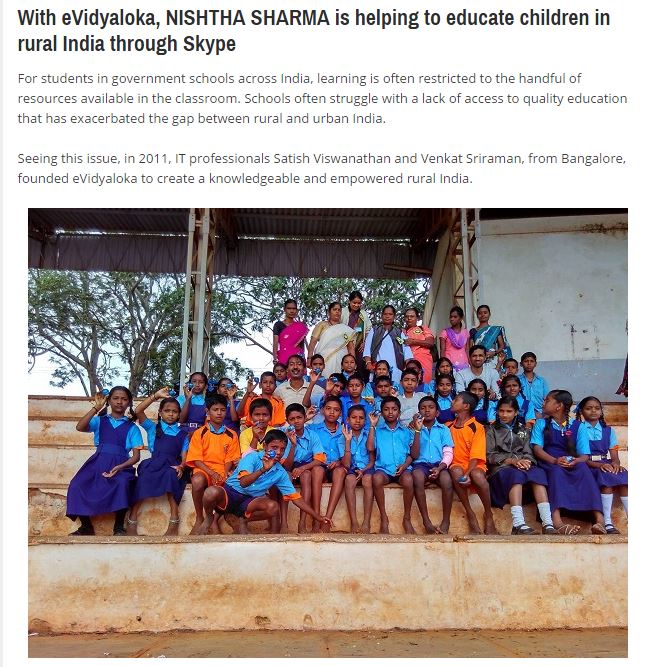 With eVidyaloka, NISHTHA SHARMA is helping to educate children in
rural India through Skype
For students in government schools across India, learning is often restricted to the handful of
resources available in the classroom. Schools often struggle with a lack of access to quality education
that has exacerbated the gap between rural and urban India.
Seeing this issue, in 2011, IT professionals Satish Viswanathan and Venkat Sriraman, from Bangalore,
founded eVidyaloka to create a knowledgeable and empowered rural India.